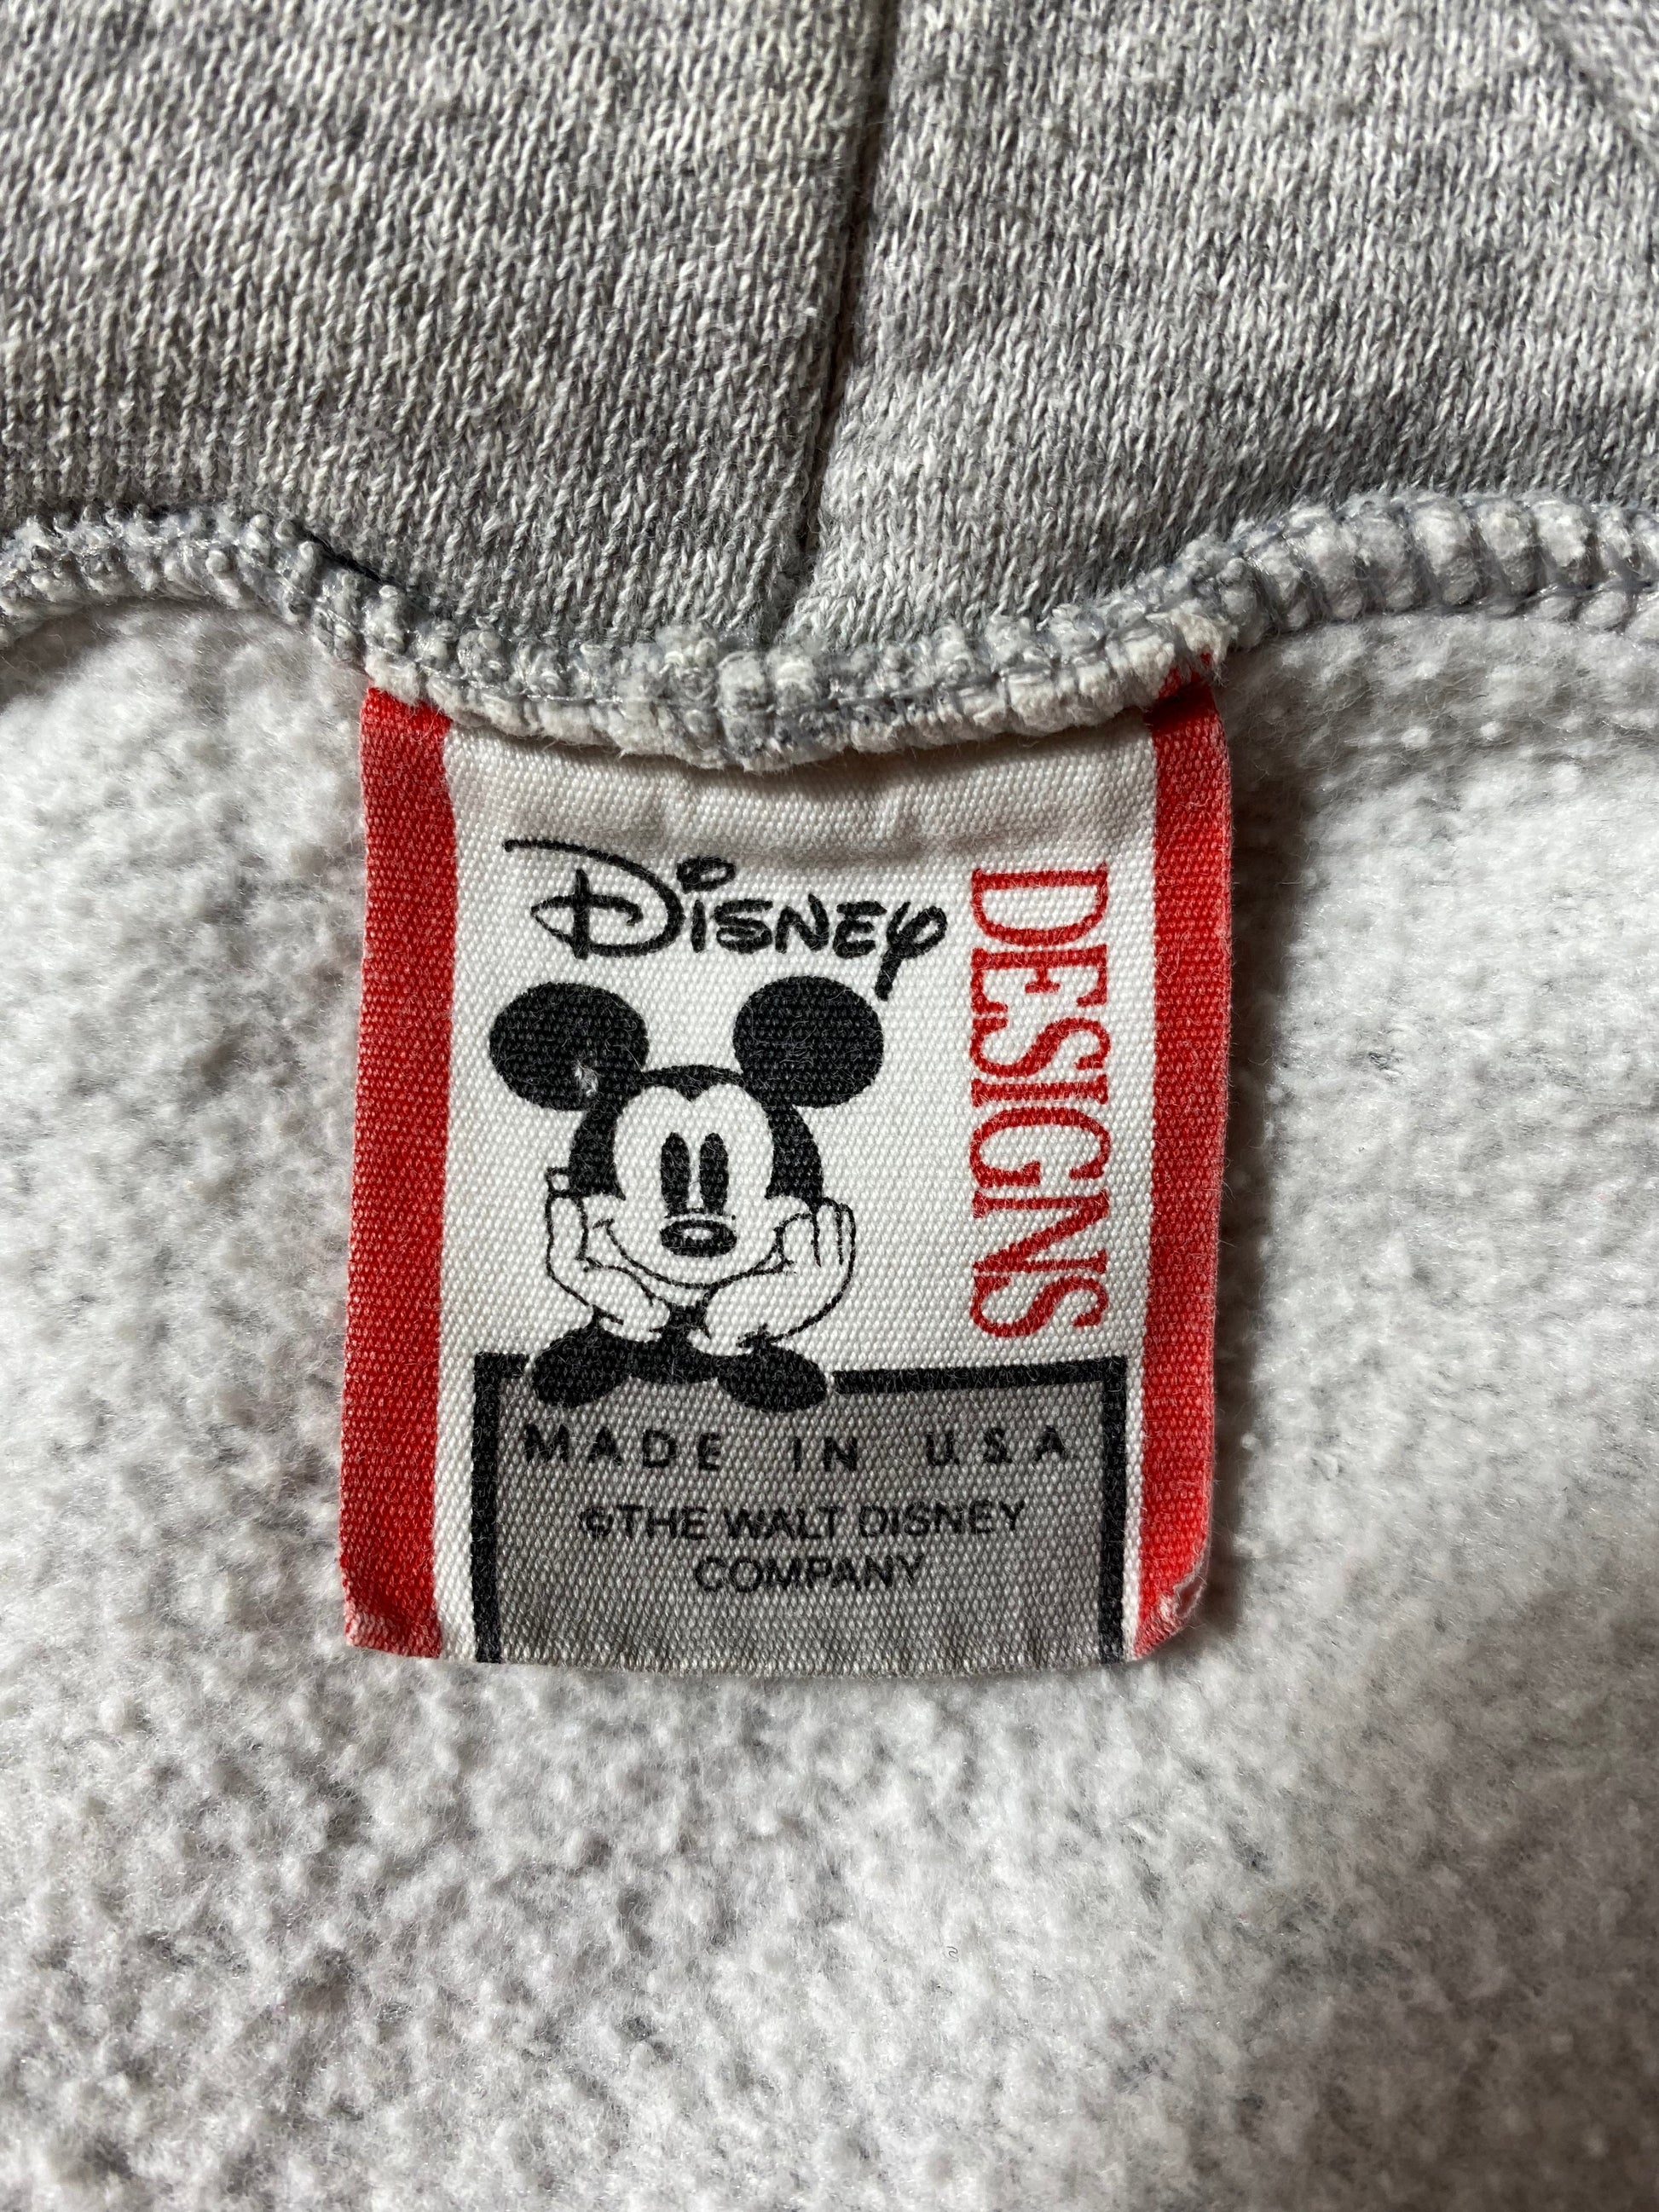 Disney
DESIGNS
MADE IN U.S.A
©THE WALT DISNEY
COMPANY